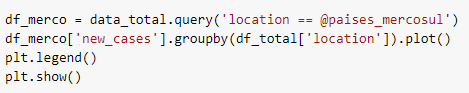 df_merco = data_total.query('location == @paises_mercosul')
df_merco['new_cases'].groupby(df_total['location']).plot()
plt.legend()
plt.show()